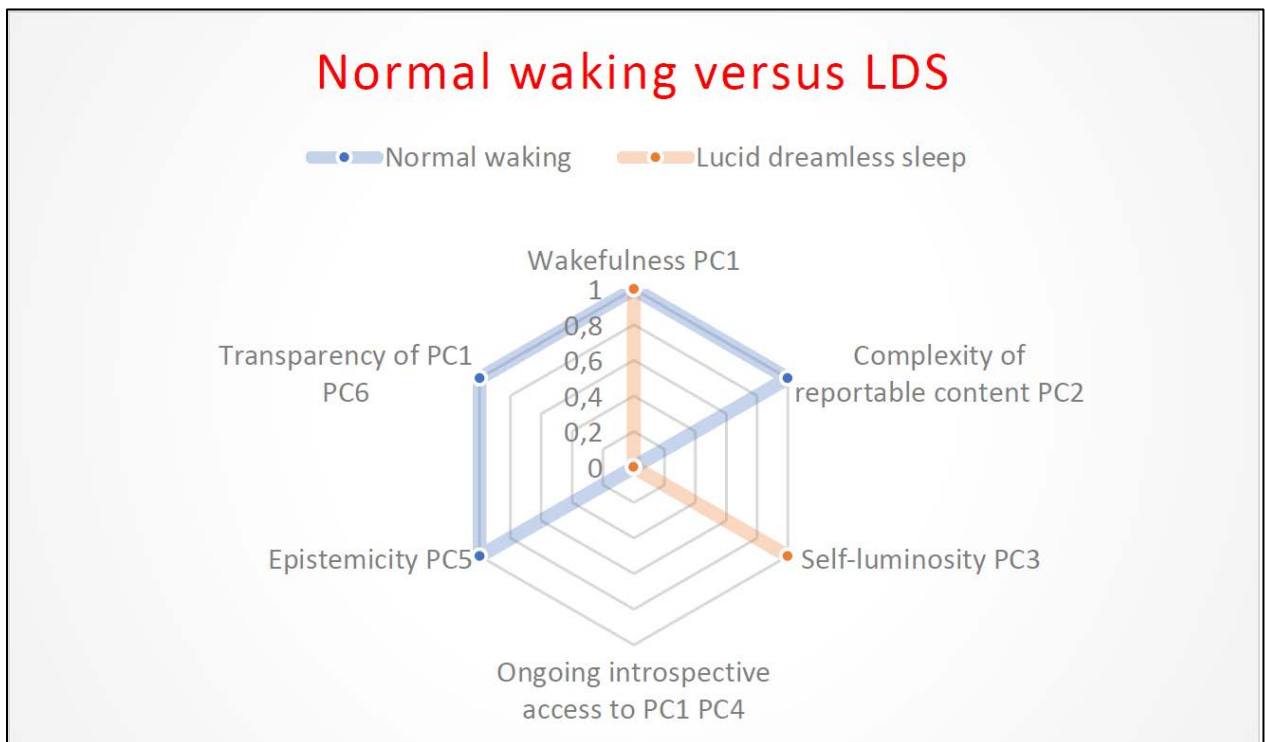 Normal waking versus LDS
Normal waking
Lucid dreamless sleep
Wakefulness PC1
1
0,8
0,6
0,4
0,2
0
Complexity of
reportable content PC2
Self-luminosity PC3
Ongoing introspective
access to PC1 PC4
Epistemicity PC5
Transparency of PC1
PC6